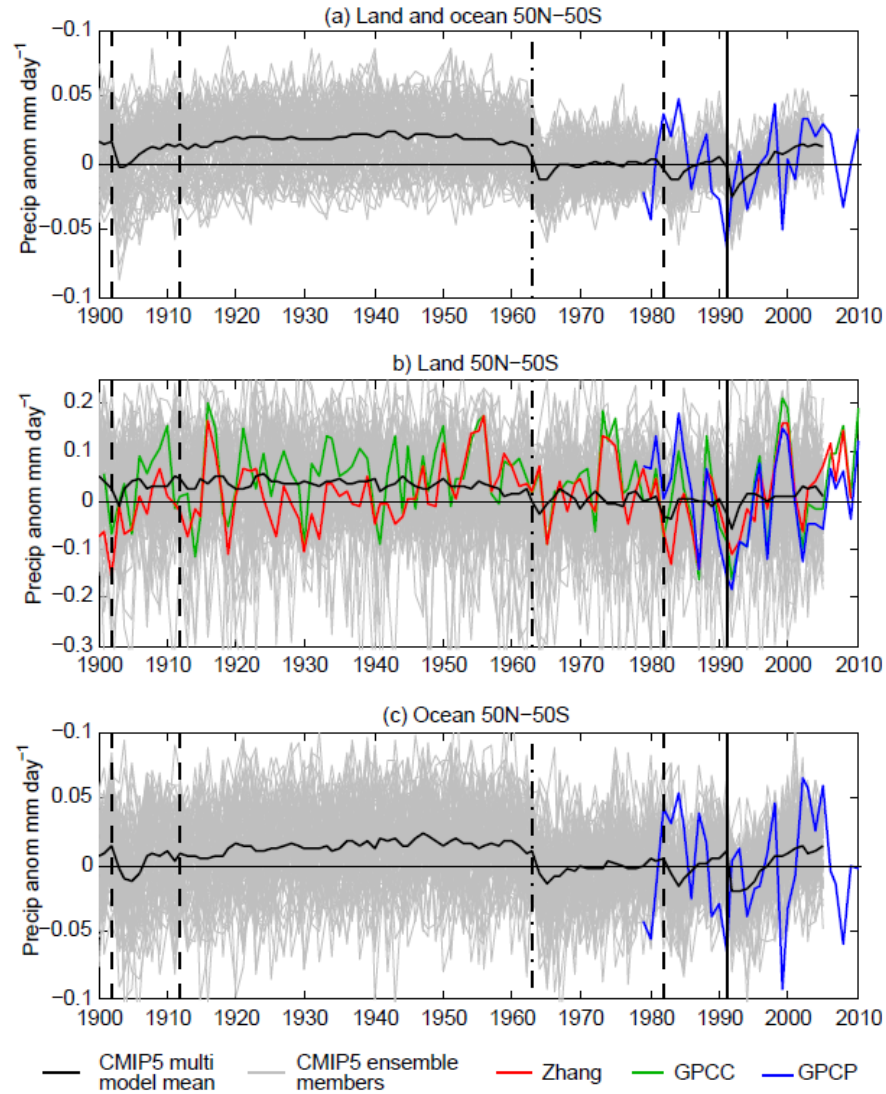 (a) Land and ocean 50N−50S
Precip anom mm day⁻¹
−0.1
0.05
0
−0.05
−0.1
1900 1910 1920 1930 1940 1950 1960 1970 1980 1990 2000 2010
b) Land 50N−50S
Precip anom mm day⁻¹
0.2
0.1
0
−0.1
−0.2
−0.3
1900 1910 1920 1930 1940 1950 1960 1970 1980 1990 2000 2010
(c) Ocean 50N−50S
Precip anom mm day⁻¹
−0.1
0.05
0
−0.05
−0.1
1900 1910 1920 1930 1940 1950 1960 1970 1980 1990 2000 2010
CMIP5 multi
model mean
CMIP5 ensemble
members
Zhang
GPCC
GPCP